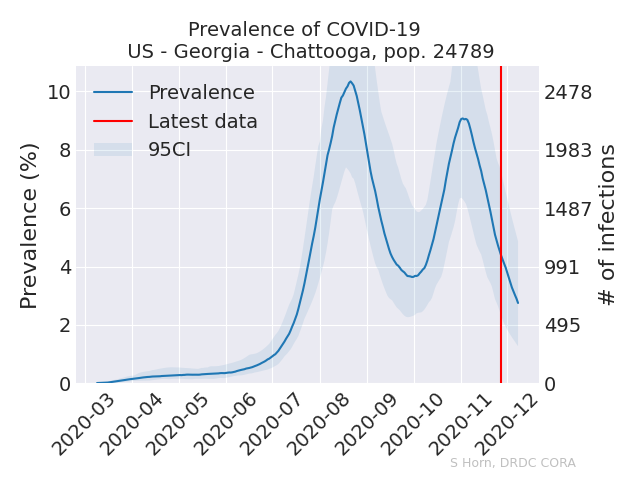 Prevalence of COVID-19
US - Georgia - Chattooga, pop. 24789
Prevalence
Latest data
95CI
Prevalence (%)
10
8
6
4
2
0
# of infections
2478
1983
1487
991
495
0
2020-03
2020-04
2020-05
2020-06
2020-07
2020-08
2020-09
2020-10
2020-11
2020-12
S Horn, DRDC CORA